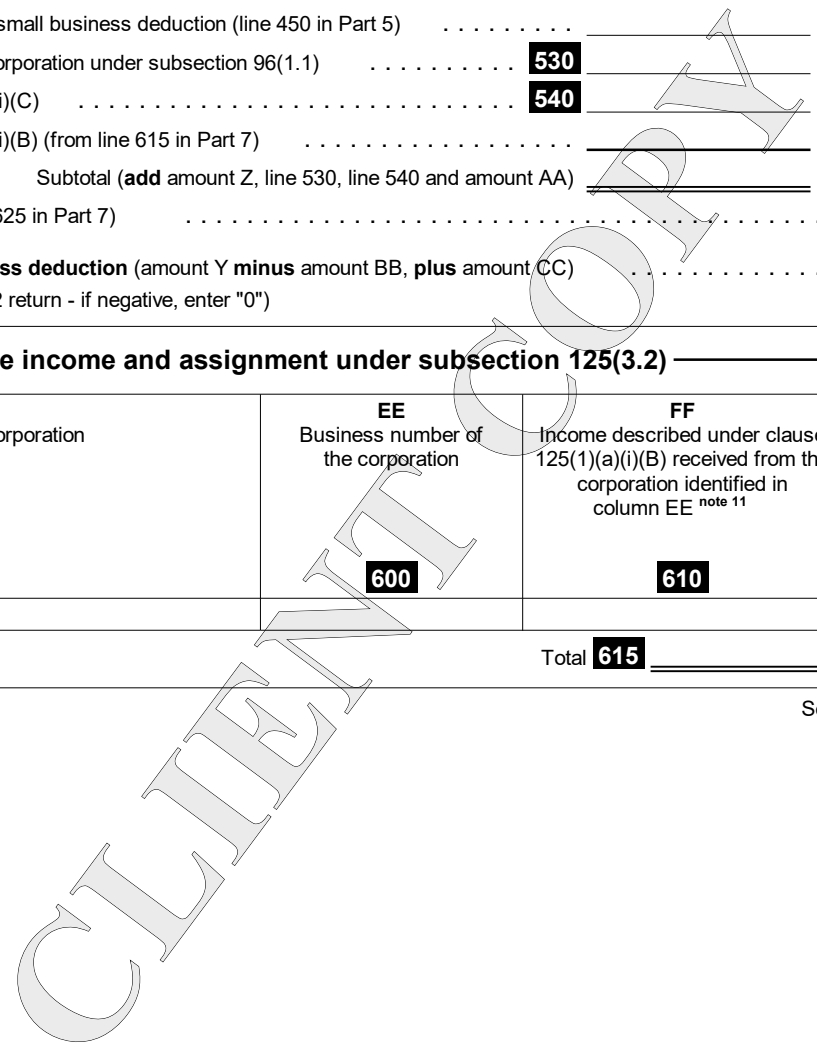 small business deduction (line 450 in Part 5) . . . . . . . . .
orporation under subsection 96(1.1) . . . . . . . . . . 530
i)(C) . . . . . . . . . . . . . . . . . . . . . . . . . . . . . 540
i)(B) (from line 615 in Part 7) . . . . . . . . . . . . . . . . . .
Subtotal (add amount Z, line 530, line 540 and amount AA)
625 in Part 7) . . . . . . . . . . . . . . . . . . . . . . . . . . . . . . . . . . . . . . . . . .
ss deduction (amount Y minus amount BB, plus amount CC) . . . . . . . . . . . . .
2 return - if negative, enter "0")
e income and assignment under subsection 125(3.2)
orporation
EE
Business number of
the corporation
600
FF
Income described under clause
125(1)(a)(i)(B) received from th
corporation identified in
column EE note 11
610
Total 615
Se
CLIENT COPY